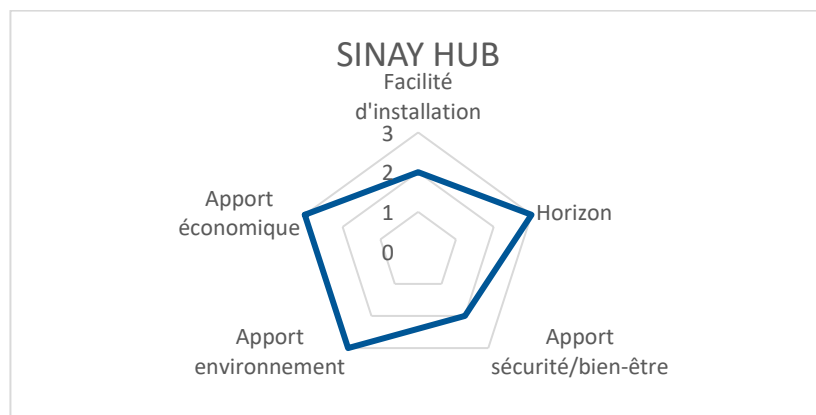 SINAY HUB
Facilité
d'installation
3
2
1
0
Horizon
Apport
sécurité/bien-être
Apport
environnement
Apport
économique